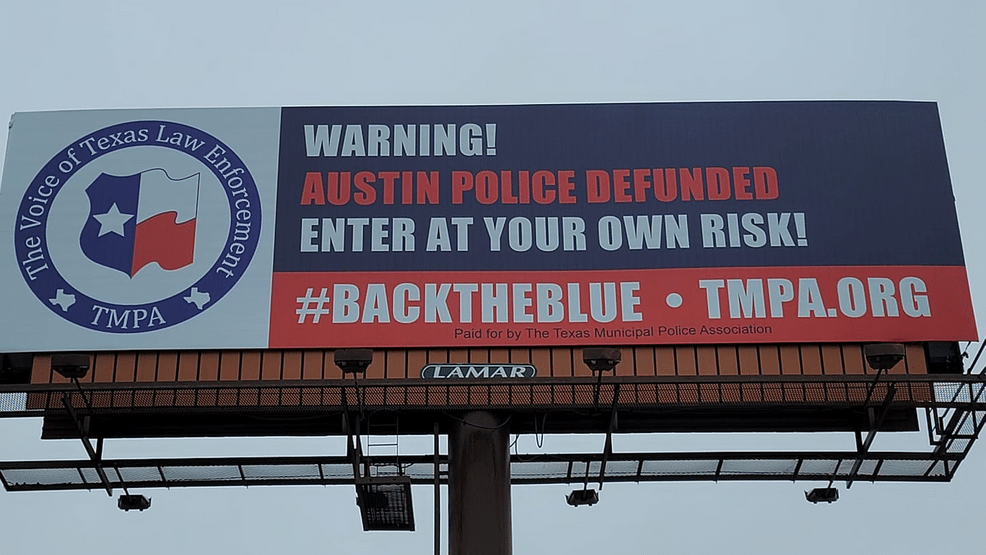 The Voice of Texas Law Enforcement
TMPA
WARNING!
AUSTIN POLICE DEFUNDED
ENTER AT YOUR OWN RISK!
#BACKTHEBLUE • TMPA.ORG
Paid for by The Texas Municipal Police Association
LAMAR